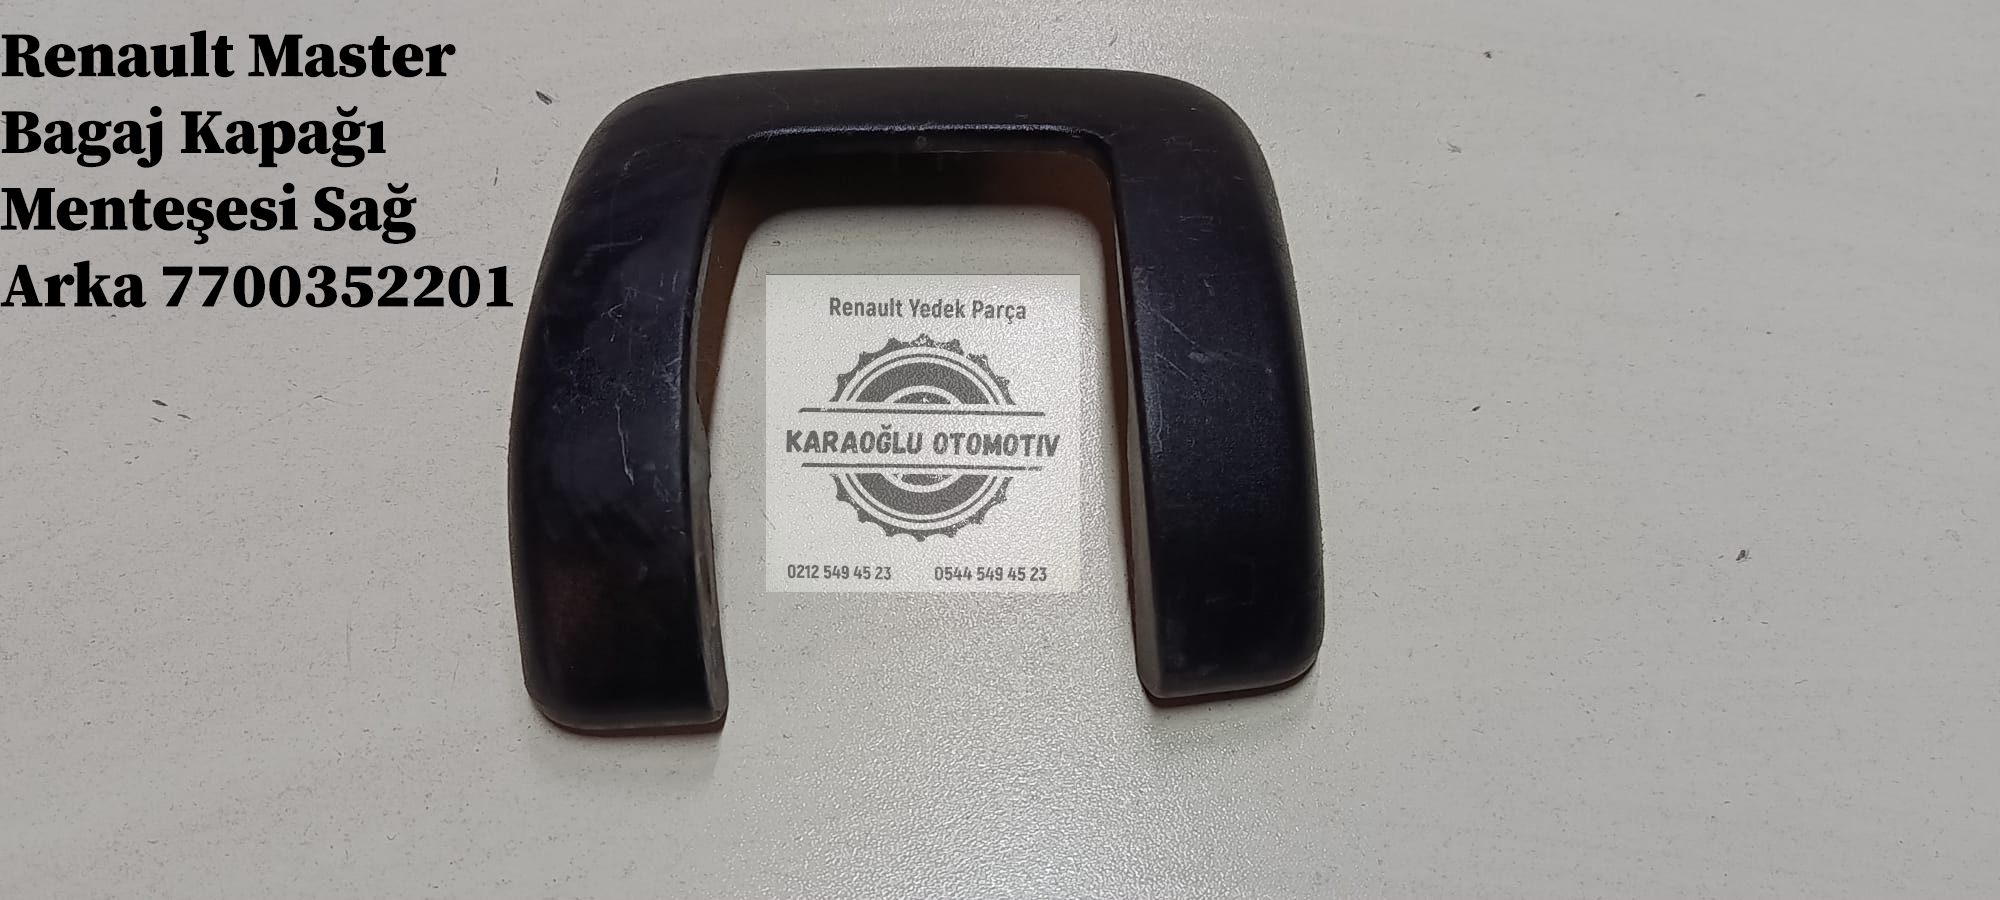 Renault Master
Bagaj Kapağı
Menteşesi Sağ
Arka 7700352201
Renault Yedek Parça
KARAOĞLU OTOMOTIV
0212 549 45 23 0544 549 45 23